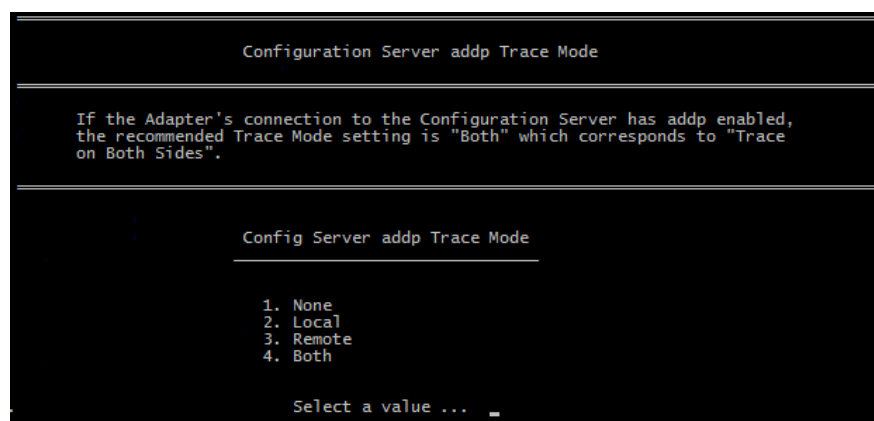 Configuration Server addp Trace Mode
If the Adapter's connection to the Configuration Server has addp enabled,
the recommended Trace Mode setting is "Both" which corresponds to "Trace
on Both Sides".
Config Server addp Trace Mode
1. None
2. Local
3. Remote
4. Both
Select a value ... _